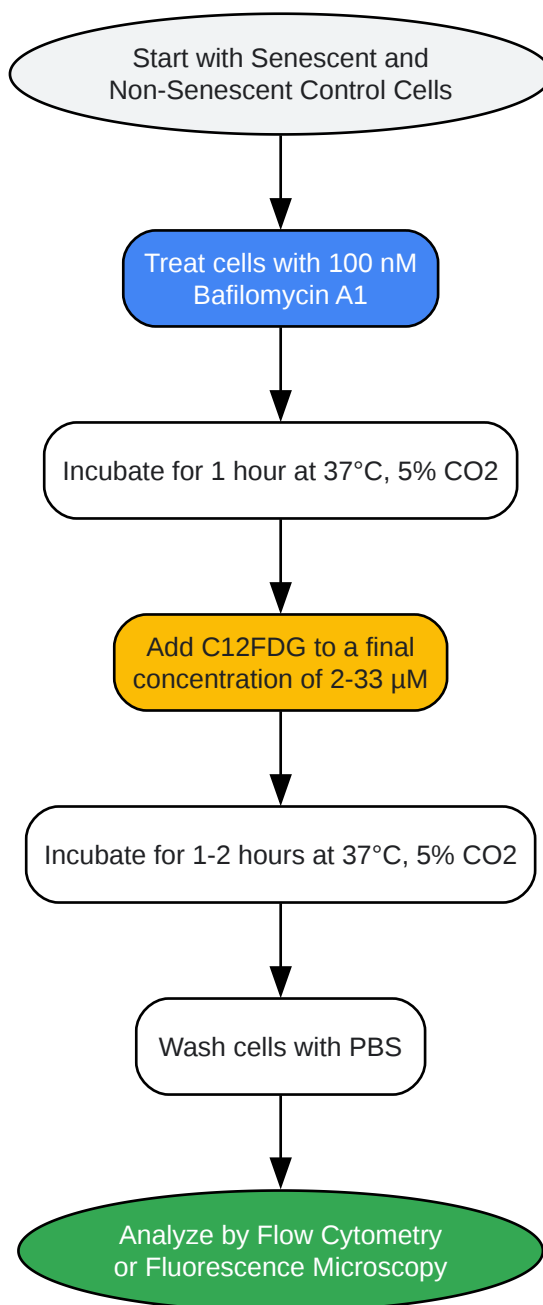 Start with Senescent and
Non-Senescent Control Cells
Treat cells with 100 nM
Bafilomycin A1
Incubate for 1 hour at 37°C, 5% CO2
Add C12FDG to a final
concentration of 2-33 µM
Incubate for 1-2 hours at 37°C, 5% CO2
Wash cells with PBS
Analyze by Flow Cytometry
or Fluorescence Microscopy